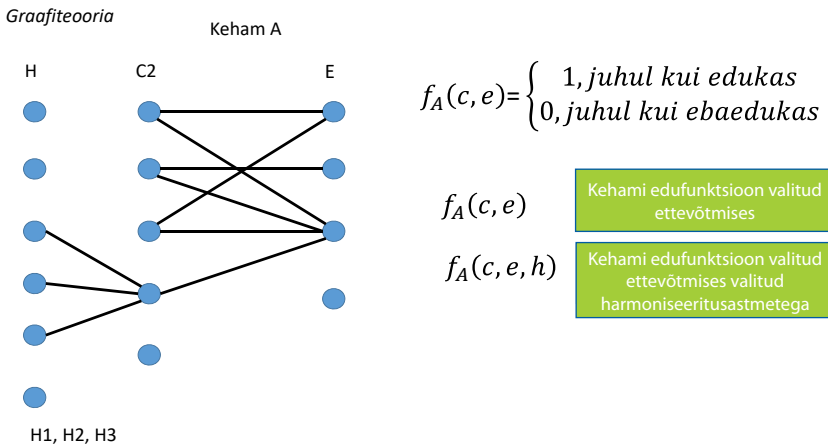 Graafiteooria
Keham A
H C2 E
H1, H2, H3
f_A(c, e)= { 1, juhul kui edukas
0, juhul kui ebaedukas
f_A(c, e)
Kehami edufunktsioon valitud
ettevõtmises
f_A(c, e, h)
Kehami edufunktsioon valitud
ettevõtmises valitud
harmoniseeritusastmetega